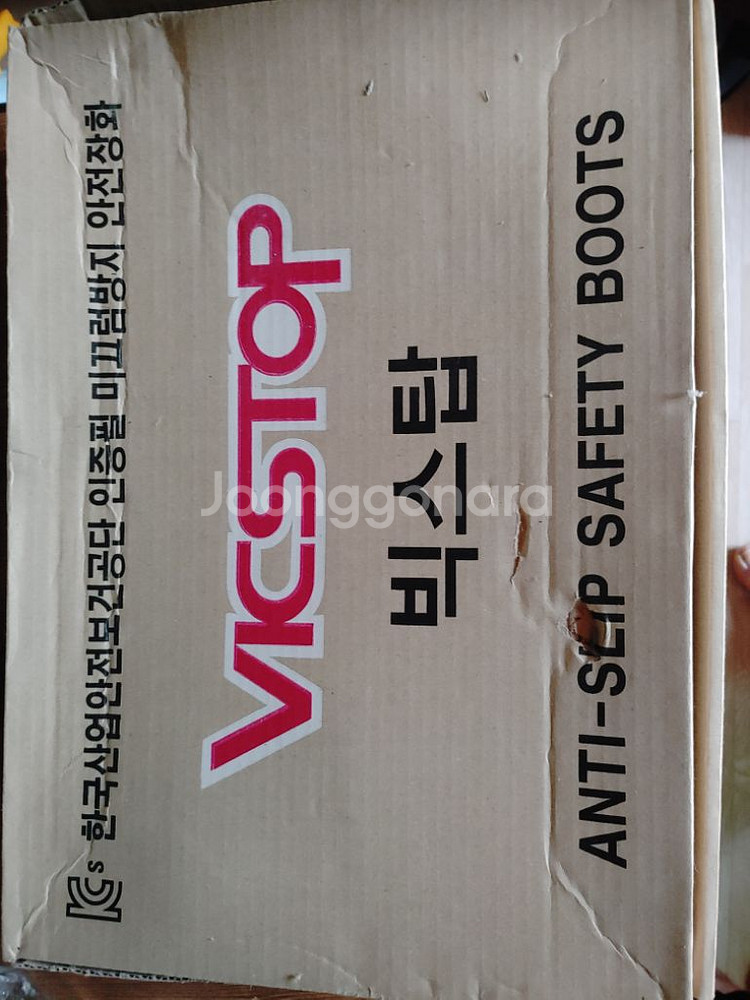 KCs 한국산업안전보건공단 인증필 미끄럼방지 안전장화
VICSTOP
빅스탑
Joonggonara
ANTI-SLIP SAFETY BOOTS